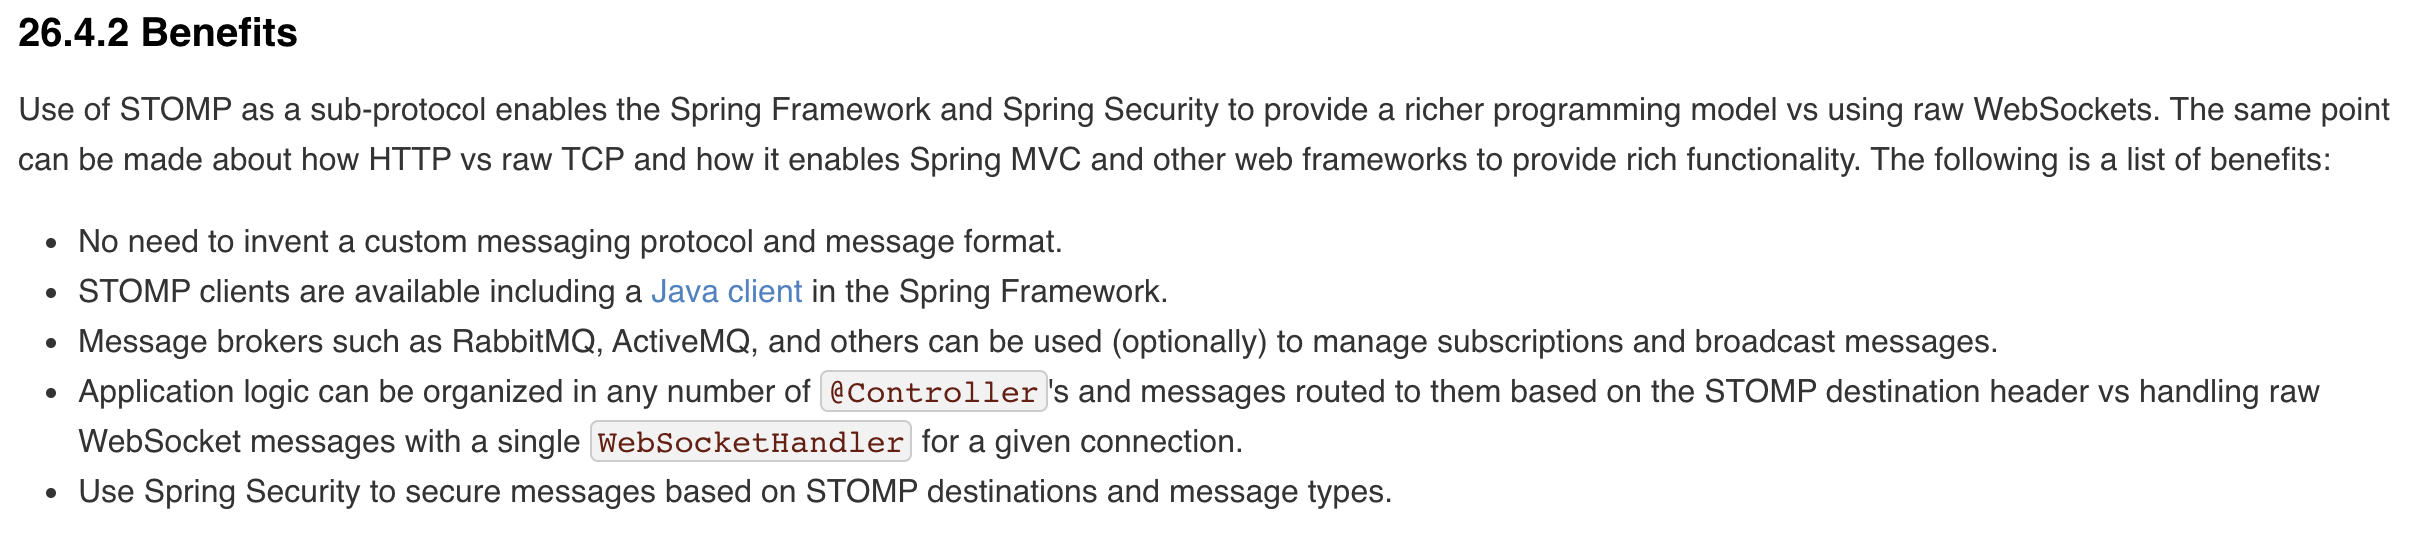 26.4.2 Benefits
Use of STOMP as a sub-protocol enables the Spring Framework and Spring Security to provide a richer programming model vs using raw WebSockets. The same point
can be made about how HTTP vs raw TCP and how it enables Spring MVC and other web frameworks to provide rich functionality. The following is a list of benefits:
• No need to invent a custom messaging protocol and message format.
• STOMP clients are available including a Java client in the Spring Framework.
• Message brokers such as RabbitMQ, ActiveMQ, and others can be used (optionally) to manage subscriptions and broadcast messages.
• Application logic can be organized in any number of @Controller's and messages routed to them based on the STOMP destination header vs handling raw
WebSocket messages with a single WebSocketHandler for a given connection.
• Use Spring Security to secure messages based on STOMP destinations and message types.